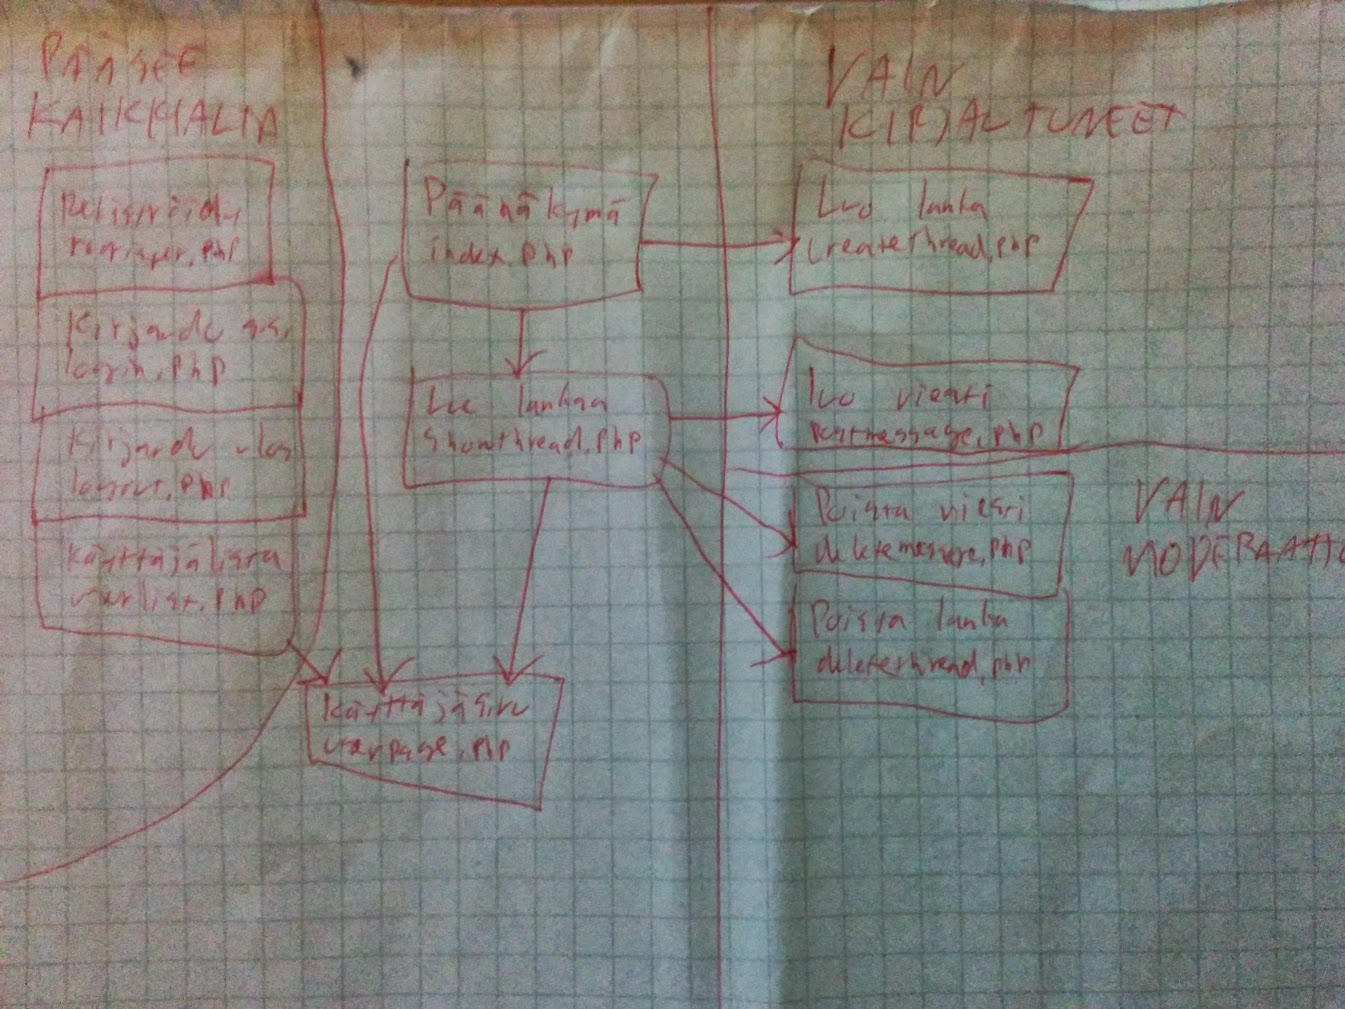 PÄÄSEE
KAIKKIALTA
Rekisteröidy
register.php
Kirjaudu sis.
login.php
Kirjaudu ulos
logout.php
Käyttäjälista
userlist.php
Päänäkymä
index.php
Lue lankaa
showthread.php
Käyttäjäsivu
userpage.php
VAIN
KIRJAUTUNEET
Luo lanka
createthread.php
luo viesti
postmessage.php
Poista viesti
deletemessage.php
Poista lanka
deletethread.php
VAIN
MODERAATTO